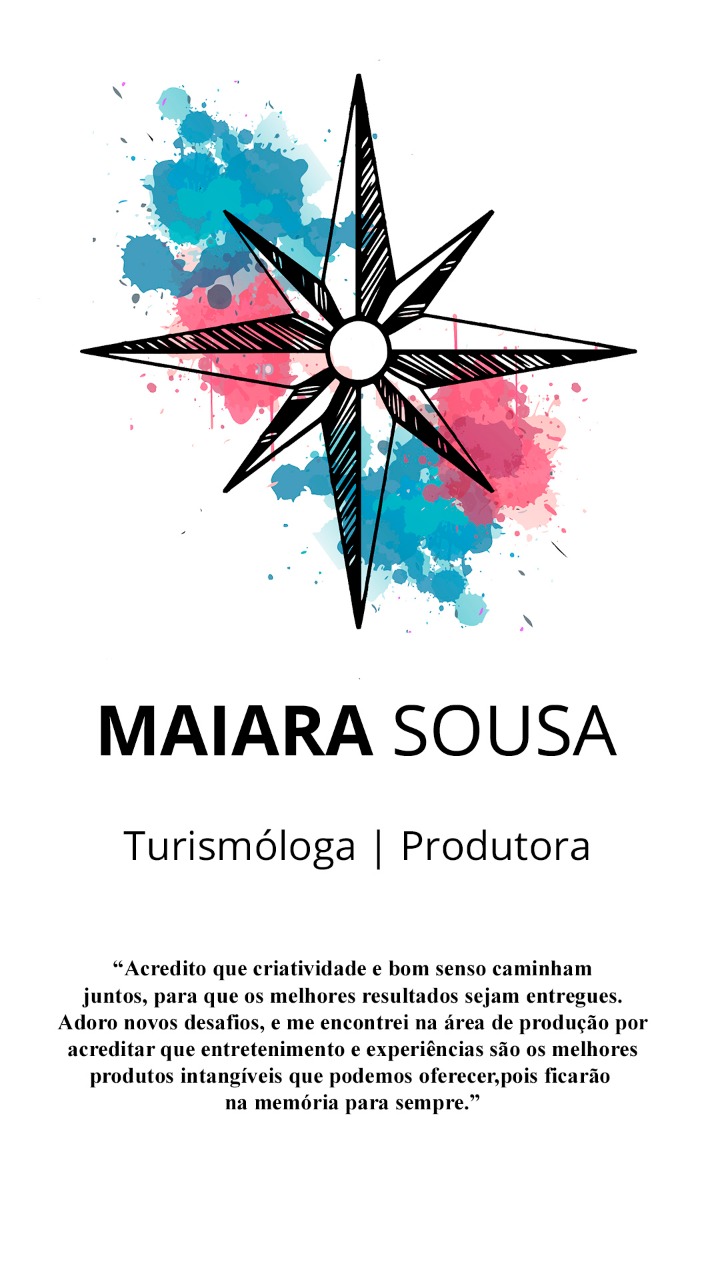 MAIARA SOUSA
Turismóloga | Produtora
“Acredito que criatividade e bom senso caminham
juntos, para que os melhores resultados sejam entregues.
Adoro novos desafios, e me encontrei na área de produção por
acreditar que entretenimento e experiências são os melhores
produtos intangíveis que podemos oferecer,pois ficarão
na memória para sempre.”